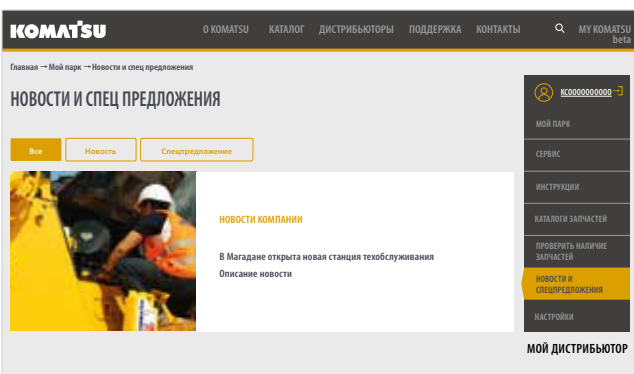 KOMATSU
О KOMATSU КАТАЛОГ ДИСТРИБЬЮТОРЫ ПОДДЕРЖКА КОНТАКТЫ MY KOMATSU
beta
Главная → Мой парк → Новости и спец предложения
НОВОСТИ И СПЕЦ ПРЕДЛОЖЕНИЯ
Все Новость Спецпредложение
НОВОСТИ КОМПАНИИ
В Магадане открыта новая станция техобслуживания
Описание новости
KC0000000000
МОЙ ПАРК
СЕРВИС
ИНСТРУКЦИИ
КАТАЛОГИ ЗАПЧАСТЕЙ
ПРОВЕРИТЬ НАЛИЧИЕ
ЗАПЧАСТЕЙ
НОВОСТИ И
СПЕЦПРЕДЛОЖЕНИЯ
НАСТРОЙКИ
МОЙ ДИСТРИБЬЮТОР